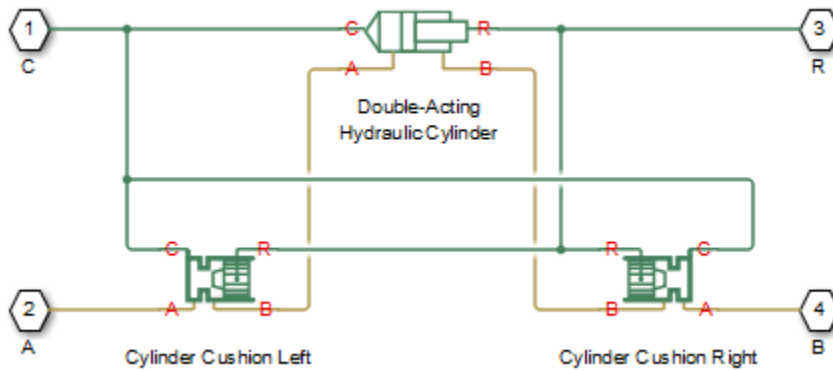 1
C
C
R
3
R
A
B
Double-Acting
Hydraulic Cylinder
C
R
R
C
2
A
A
B
B
A
4
B
Cylinder Cushion Left
Cylinder Cushion Right